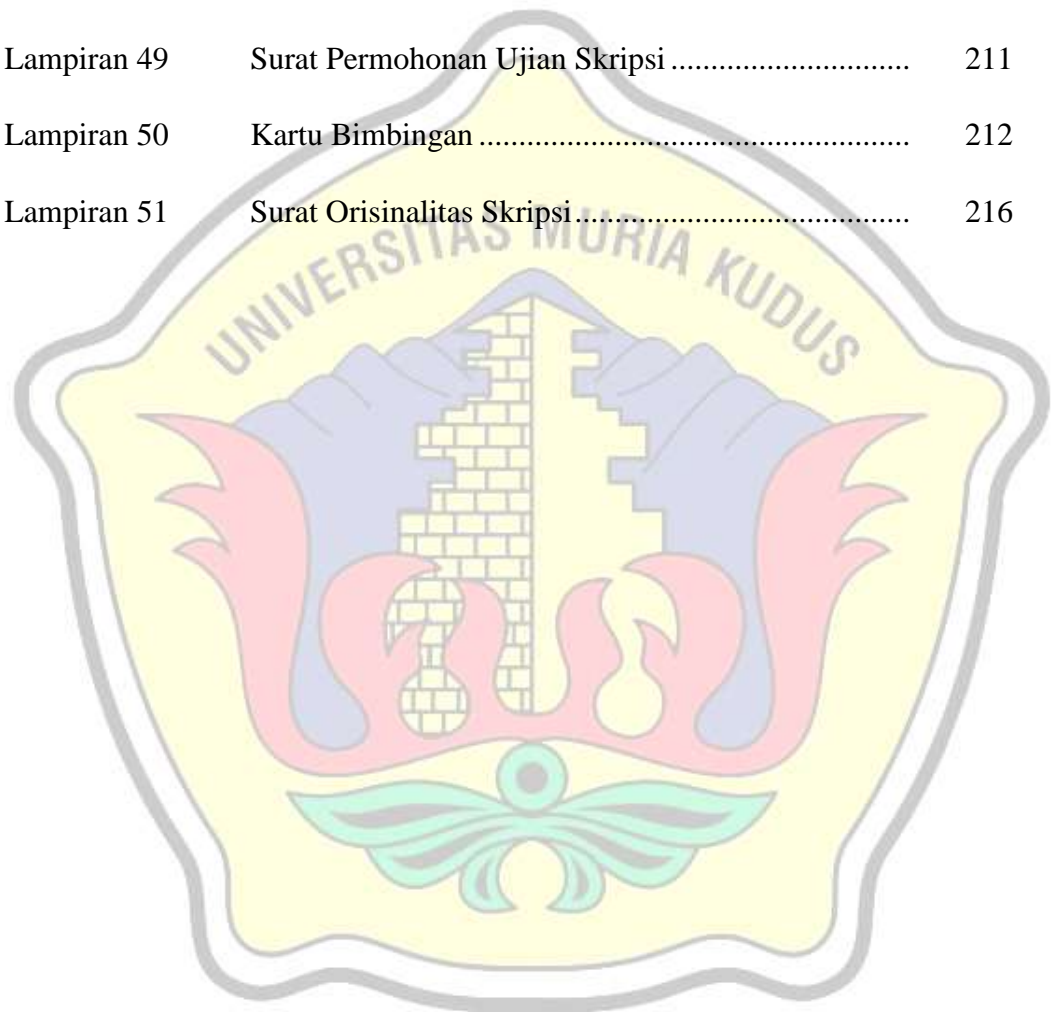 Lampiran 49 Surat Permohonan Ujian Skripsi .............................. 211
Lampiran 50 Kartu Bimbingan ...................................................... 212
Lampiran 51 Surat Orisinalitas Skripsi.......................................... 216
UNIVERSITAS MURIA KUDUS